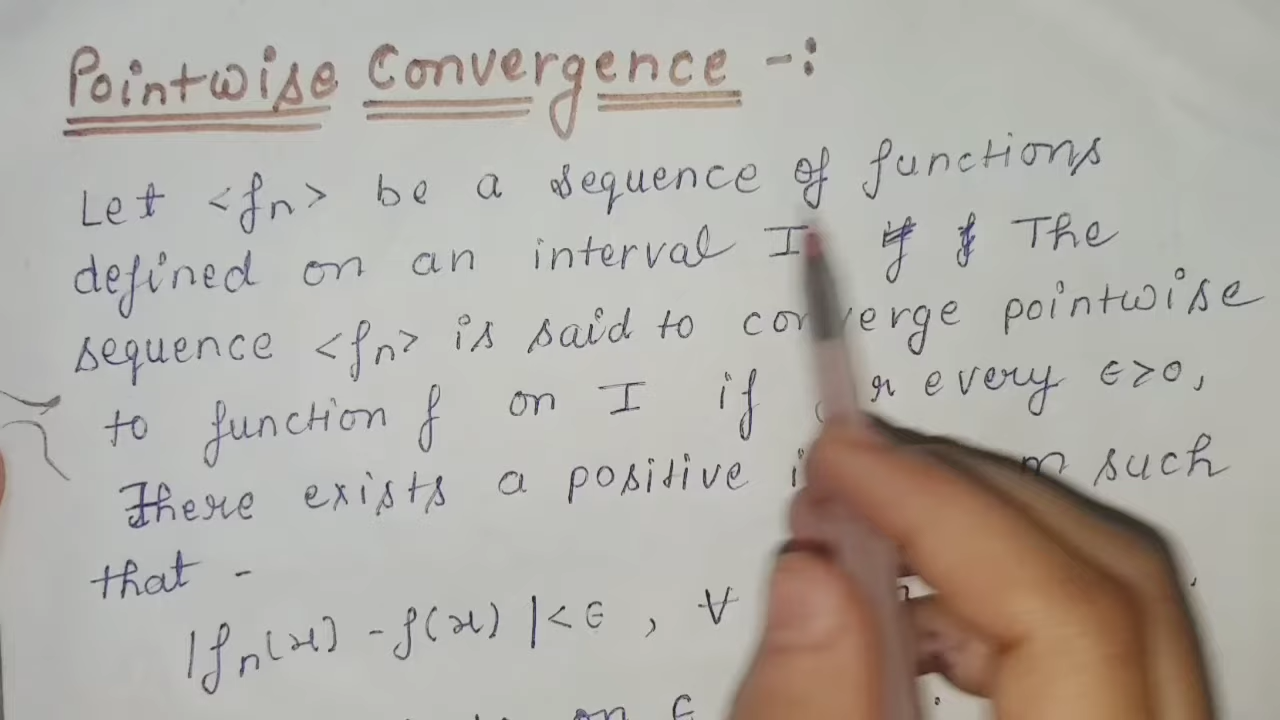 Pointwise Convergence -:
Let <fn> be a sequence of functions
defined on an interval I The
sequence <fn> is said to converge pointwise
to function f on I if every ϵ>0,
There exists a positive m such
that -
|fn(x) - f(x)|<ϵ , ∀
on ϵ